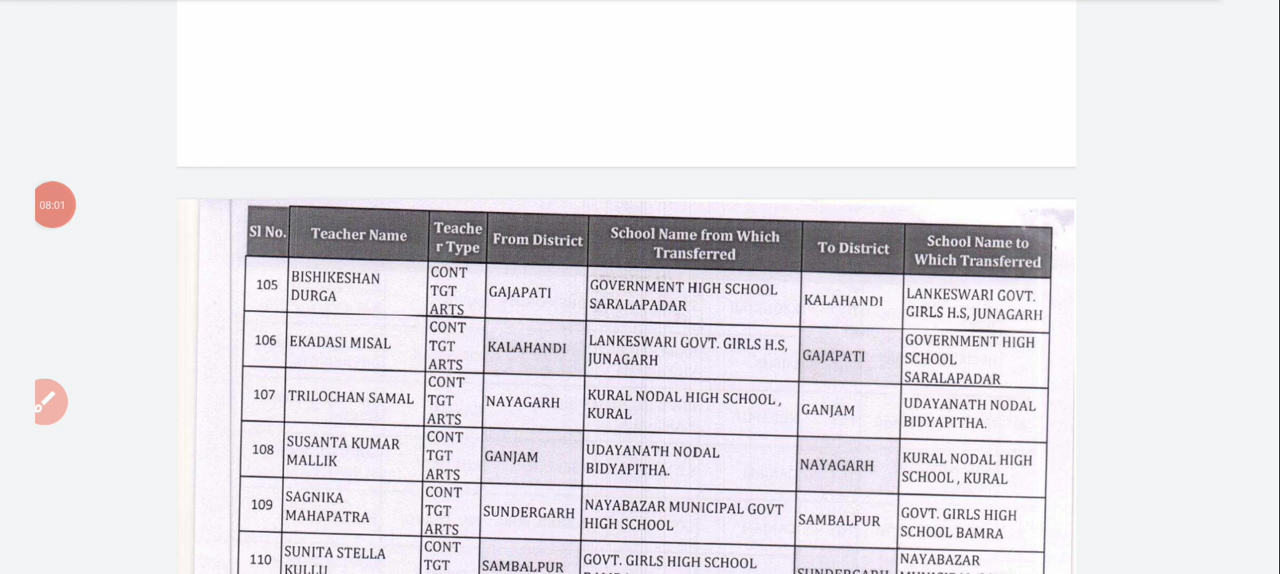 08:01
Sl No.
Teacher Name
Teache
r Type
From District
School Name from Which
Transferred
To District
School Name to
Which Transferred
105
BISHIKESHAN
DURGA
CONT
TGT
ARTS
GAJAPATI
GOVERNMENT HIGH SCHOOL
SARALAPADAR
KALAHANDI
LANKESWARI GOVT.
GIRLS H.S, JUNAGARH
106
EKADASI MISAL
CONT
TGT
ARTS
KALAHANDI
LANKESWARI GOVT. GIRLS H.S,
JUNAGARH
GAJAPATI
GOVERNMENT HIGH
SCHOOL
SARALAPADAR
107
TRILOCHAN SAMAL
CONT
TGT
ARTS
NAYAGARH
KURAL NODAL HIGH SCHOOL ,
KURAL
GANJAM
UDAYANATH NODAL
BIDYAPITHA.
108
SUSANTA KUMAR
MALLIK
CONT
TGT
ARTS
GANJAM
UDAYANATH NODAL
BIDYAPITHA.
NAYAGARH
KURAL NODAL HIGH
SCHOOL , KURAL
109
SAGNIKA
MAHAPATRA
CONT
TGT
ARTS
SUNDERGARH
NAYABAZAR MUNICIPAL GOVT
HIGH SCHOOL
SAMBALPUR
GOVT. GIRLS HIGH
SCHOOL BAMRA
110
SUNITA STELLA
KULLU
CONT
TGT
SAMBALPUR
GOVT. GIRLS HIGH SCHOOL
SUNDERGARH
NAYABAZAR